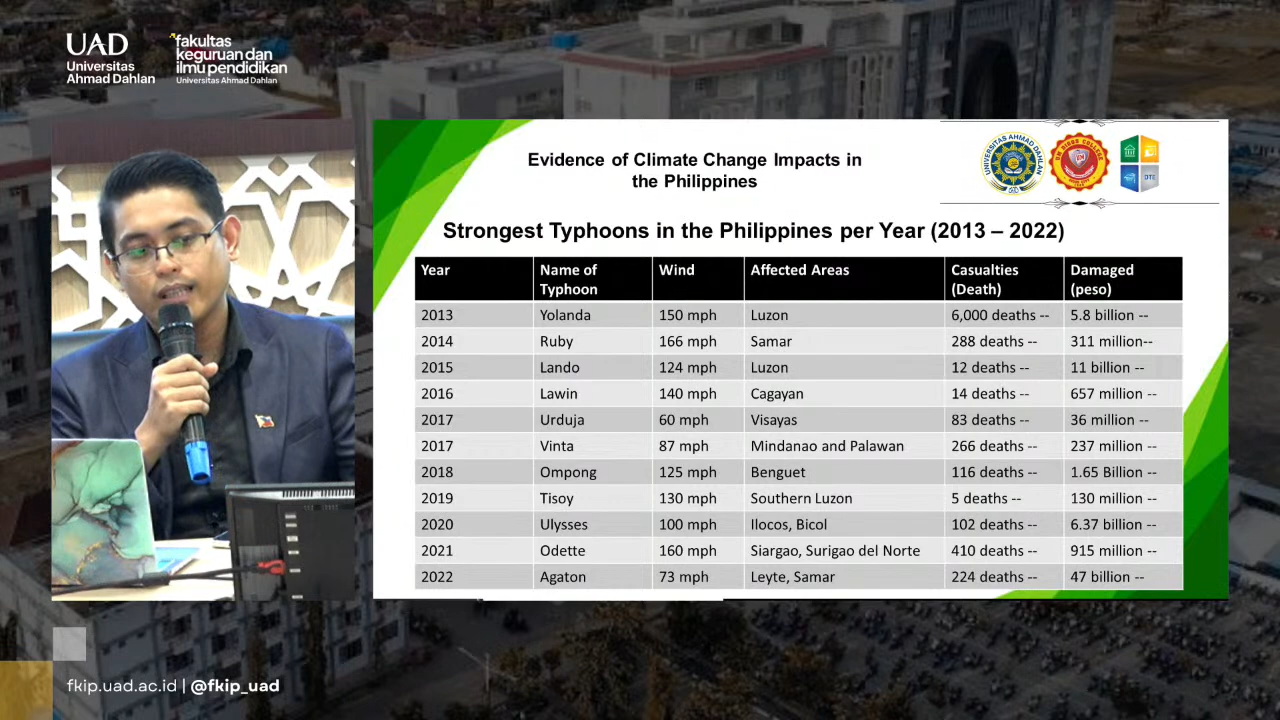 UAD
Universitas
Ahmad Dahlan
fakultas
keguruan dan
ilmu pendidikan
Universitas Ahmad Dahlan
Evidence of Climate Change Impacts in
the Philippines
UNIVERSITAS AHMAD DAHLAN
DTE
Strongest Typhoons in the Philippines per Year (2013 – 2022)
Year Name of Typhoon Wind Affected Areas Casualties (Death) Damaged (peso)
2013 Yolanda 150 mph Luzon 6,000 deaths -- 5.8 billion --
2014 Ruby 166 mph Samar 288 deaths -- 311 million--
2015 Lando 124 mph Luzon 12 deaths -- 11 billion --
2016 Lawin 140 mph Cagayan 14 deaths -- 657 million --
2017 Urduja 60 mph Visayas 83 deaths -- 36 million --
2017 Vinta 87 mph Mindanao and Palawan 266 deaths -- 237 million --
2018 Ompong 125 mph Benguet 116 deaths -- 1.65 Billion --
2019 Tisoy 130 mph Southern Luzon 5 deaths -- 130 million --
2020 Ulysses 100 mph Ilocos, Bicol 102 deaths -- 6.37 billion --
2021 Odette 160 mph Siargao, Surigao del Norte 410 deaths -- 915 million --
2022 Agaton 73 mph Leyte, Samar 224 deaths -- 47 billion --
fkip.uad.ac.id | @fkip_uad